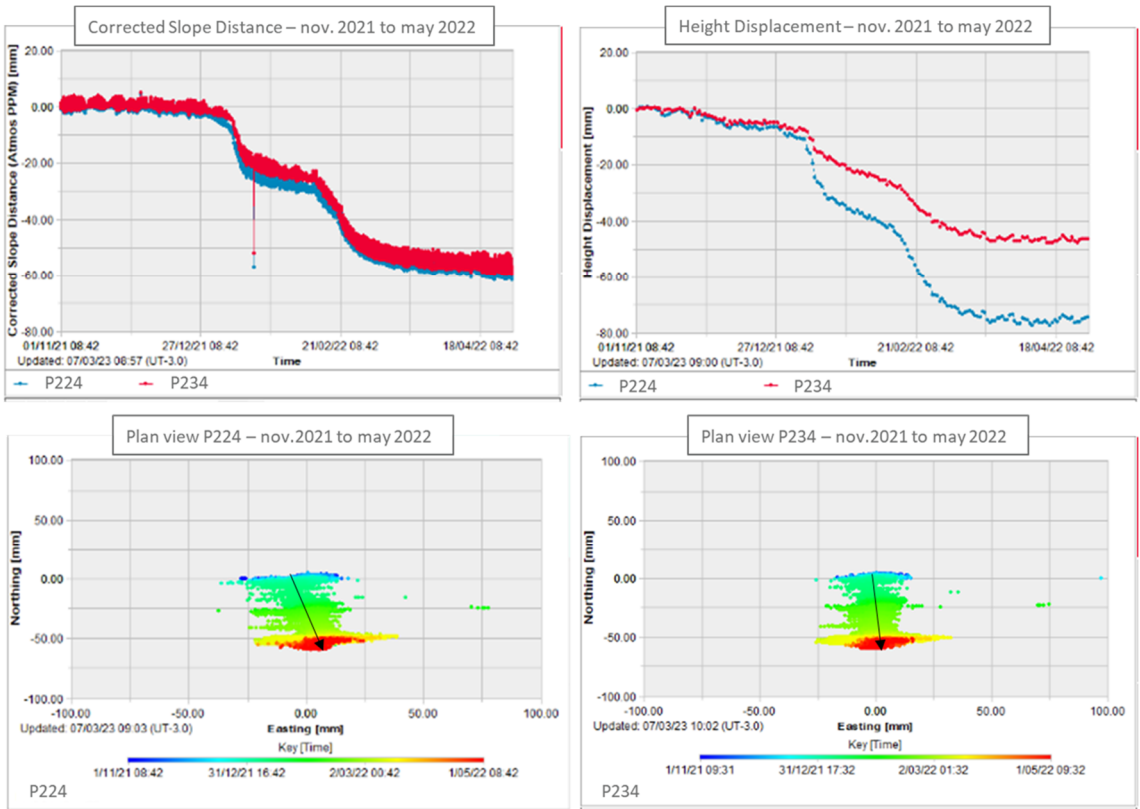 Corrected Slope Distance – nov. 2021 to may 2022
Corrected Slope Distance (Atmos PPM) [mm]
20.00
0.00
-20.00
-40.00
-60.00
-80.00
01/11/21 08:42 27/12/21 08:42 21/02/22 08:42 18/04/22 08:42
Updated: 07/03/23 08:57 (UT-3.0) Time
P224 P234
Height Displacement – nov. 2021 to may 2022
Height Displacement [mm]
20.00
0.00
-20.00
-40.00
-60.00
-80.00
01/11/21 08:42 27/12/21 08:42 21/02/22 08:42 18/04/22 08:42
Updated: 07/03/23 09:00 (UT-3.0) Time
P224 P234
Plan view P224 – nov.2021 to may 2022
Northing [mm]
100.00
50.00
0.00
-50.00
-100.00
-100.00 -50.00 0.00 50.00 100.00
Updated: 07/03/23 09:03 (UT-3.0) Easting [mm]
Key [Time]
1/11/21 08:42 31/12/21 16:42 2/03/22 00:42 1/05/22 08:42
P224
Plan view P234 – nov.2021 to may 2022
Northing [mm]
100.00
50.00
0.00
-50.00
-100.00
-100.00 -50.00 0.00 50.00 100.00
Updated: 07/03/23 10:02 (UT-3.0) Easting [mm]
Key [Time]
1/11/21 09:31 31/12/21 17:32 2/03/22 01:32 1/05/22 09:32
P234